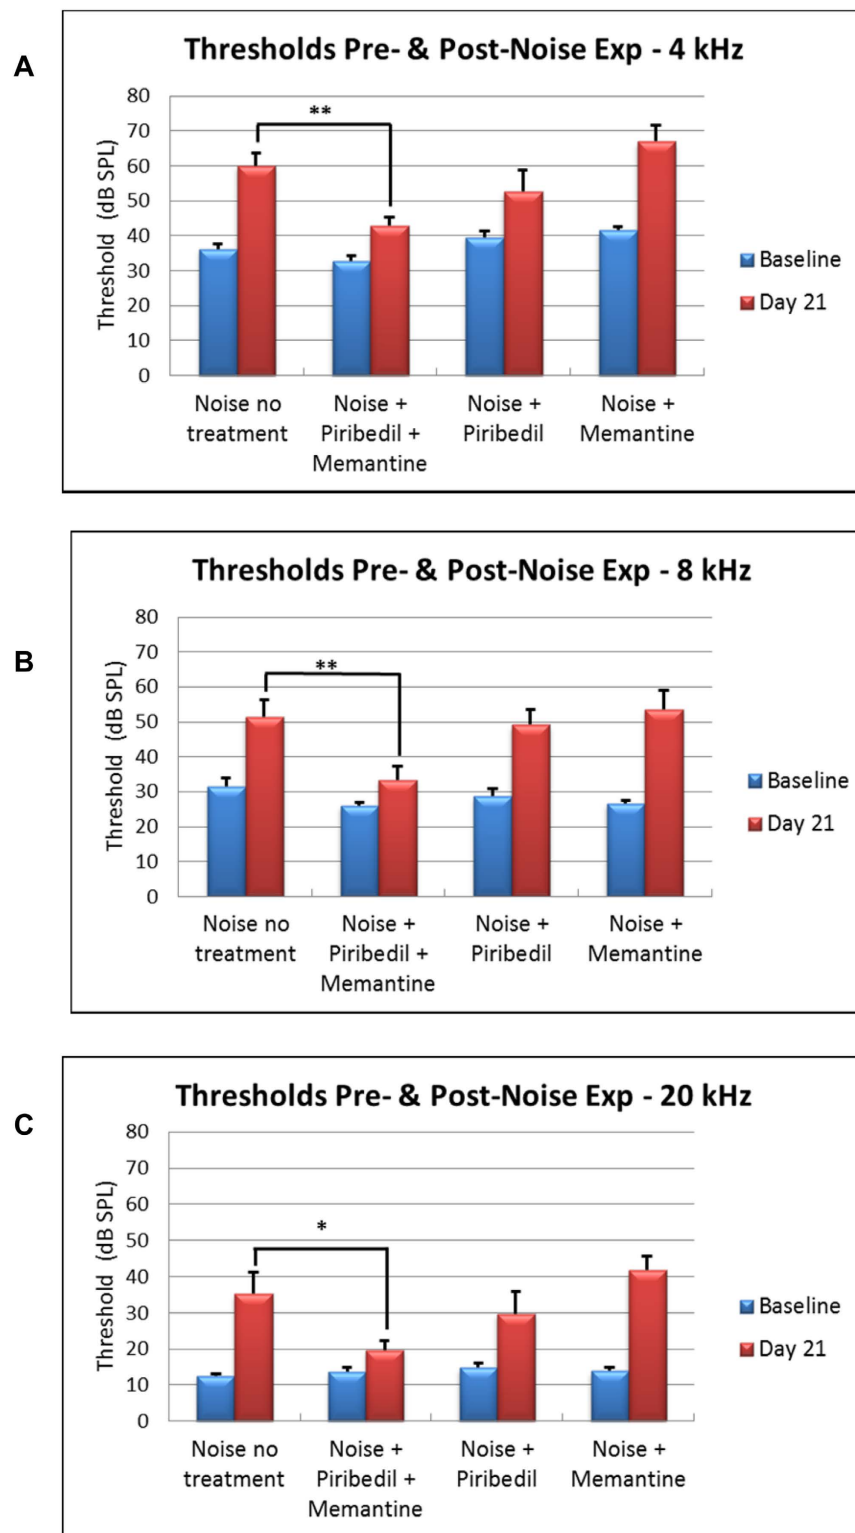 A
Thresholds Pre- & Post-Noise Exp - 4 kHz
Threshold (dB SPL)
80
70
60
50
40
30
20
10
0
**
Noise no
treatment
Noise +
Piribedil +
Memantine
Noise +
Piribedil
Noise +
Memantine
Baseline
Day 21
B
Thresholds Pre- & Post-Noise Exp - 8 kHz
Threshold (dB SPL)
80
70
60
50
40
30
20
10
0
**
Noise no
treatment
Noise +
Piribedil +
Memantine
Noise +
Piribedil
Noise +
Memantine
Baseline
Day 21
C
Thresholds Pre- & Post-Noise Exp - 20 kHz
Threshold (dB SPL)
80
70
60
50
40
30
20
10
0
*
Noise no
treatment
Noise +
Piribedil +
Memantine
Noise +
Piribedil
Noise +
Memantine
Baseline
Day 21